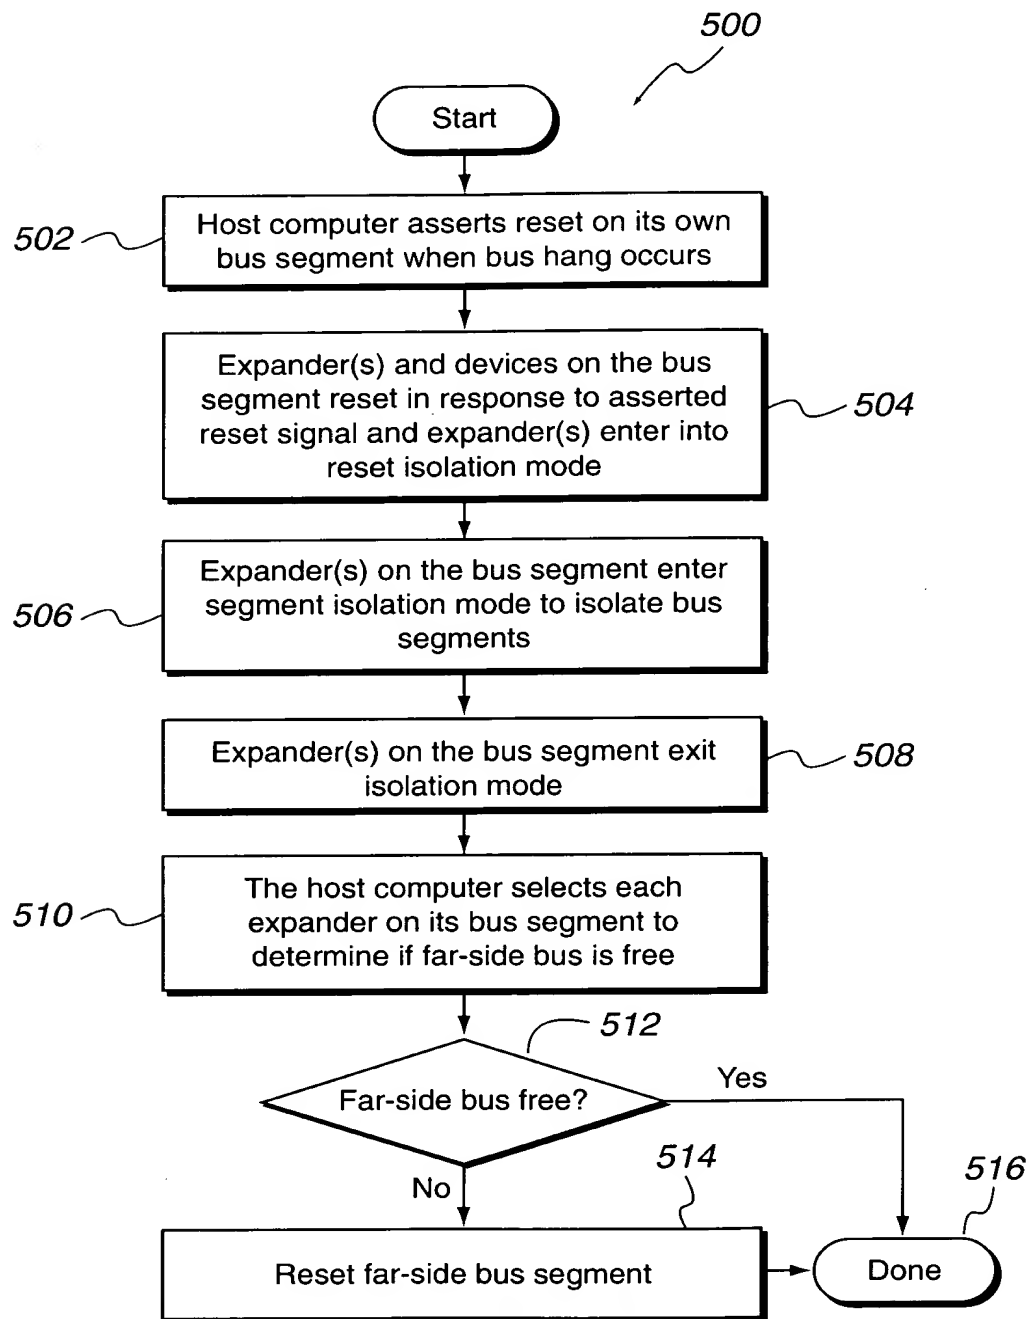 500
Start
502
Host computer asserts reset on its own
bus segment when bus hang occurs
Expander(s) and devices on the bus
segment reset in response to asserted
reset signal and expander(s) enter into
reset isolation mode
504
506
Expander(s) on the bus segment enter
segment isolation mode to isolate bus
segments
Expander(s) on the bus segment exit
isolation mode
508
510
The host computer selects each
expander on its bus segment to
determine if far-side bus is free
512
Far-side bus free?
Yes
No
514
516
Reset far-side bus segment
Done